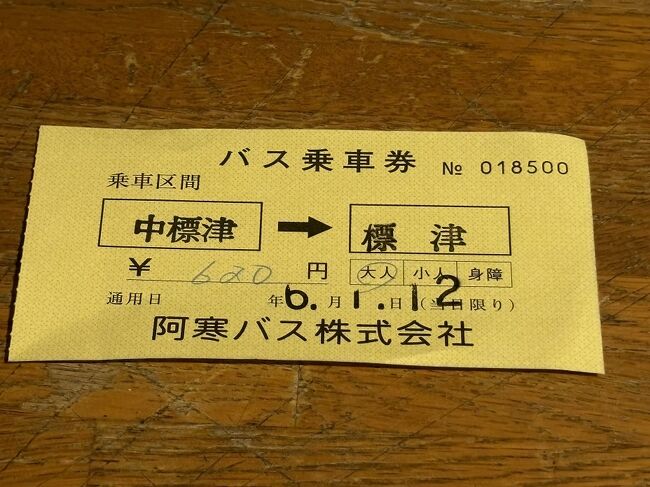 バス乗車券 № 018500
乗車区間
中標津 ➡ 標津
¥ 620 円 大人 小人 身障
通用日 年 6. 月 1. 日 12 (当日限り)
阿寒バス株式会社